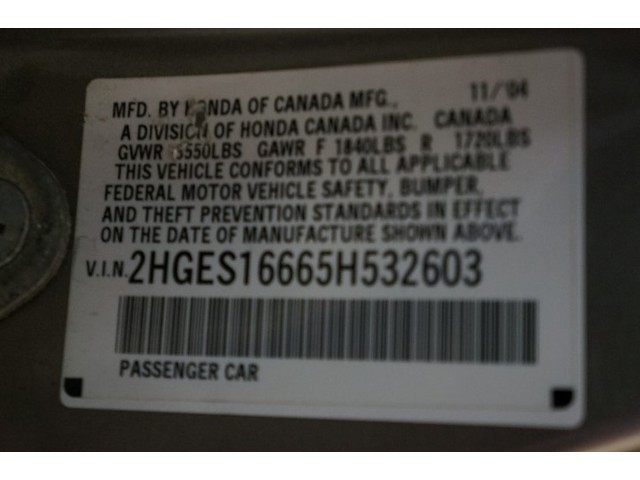 MFD. BY HONDA OF CANADA MFG., 11/'04
A DIVISION OF HONDA CANADA INC. CANADA
GVWR 3550LBS GAWR F 1840LBS R 1720LBS
THIS VEHICLE CONFORMS TO ALL APPLICABLE
FEDERAL MOTOR VEHICLE SAFETY, BUMPER,
AND THEFT PREVENTION STANDARDS IN EFFECT
ON THE DATE OF MANUFACTURE SHOWN ABOVE.
V.I.N. 2HGES16665H532603
PASSENGER CAR